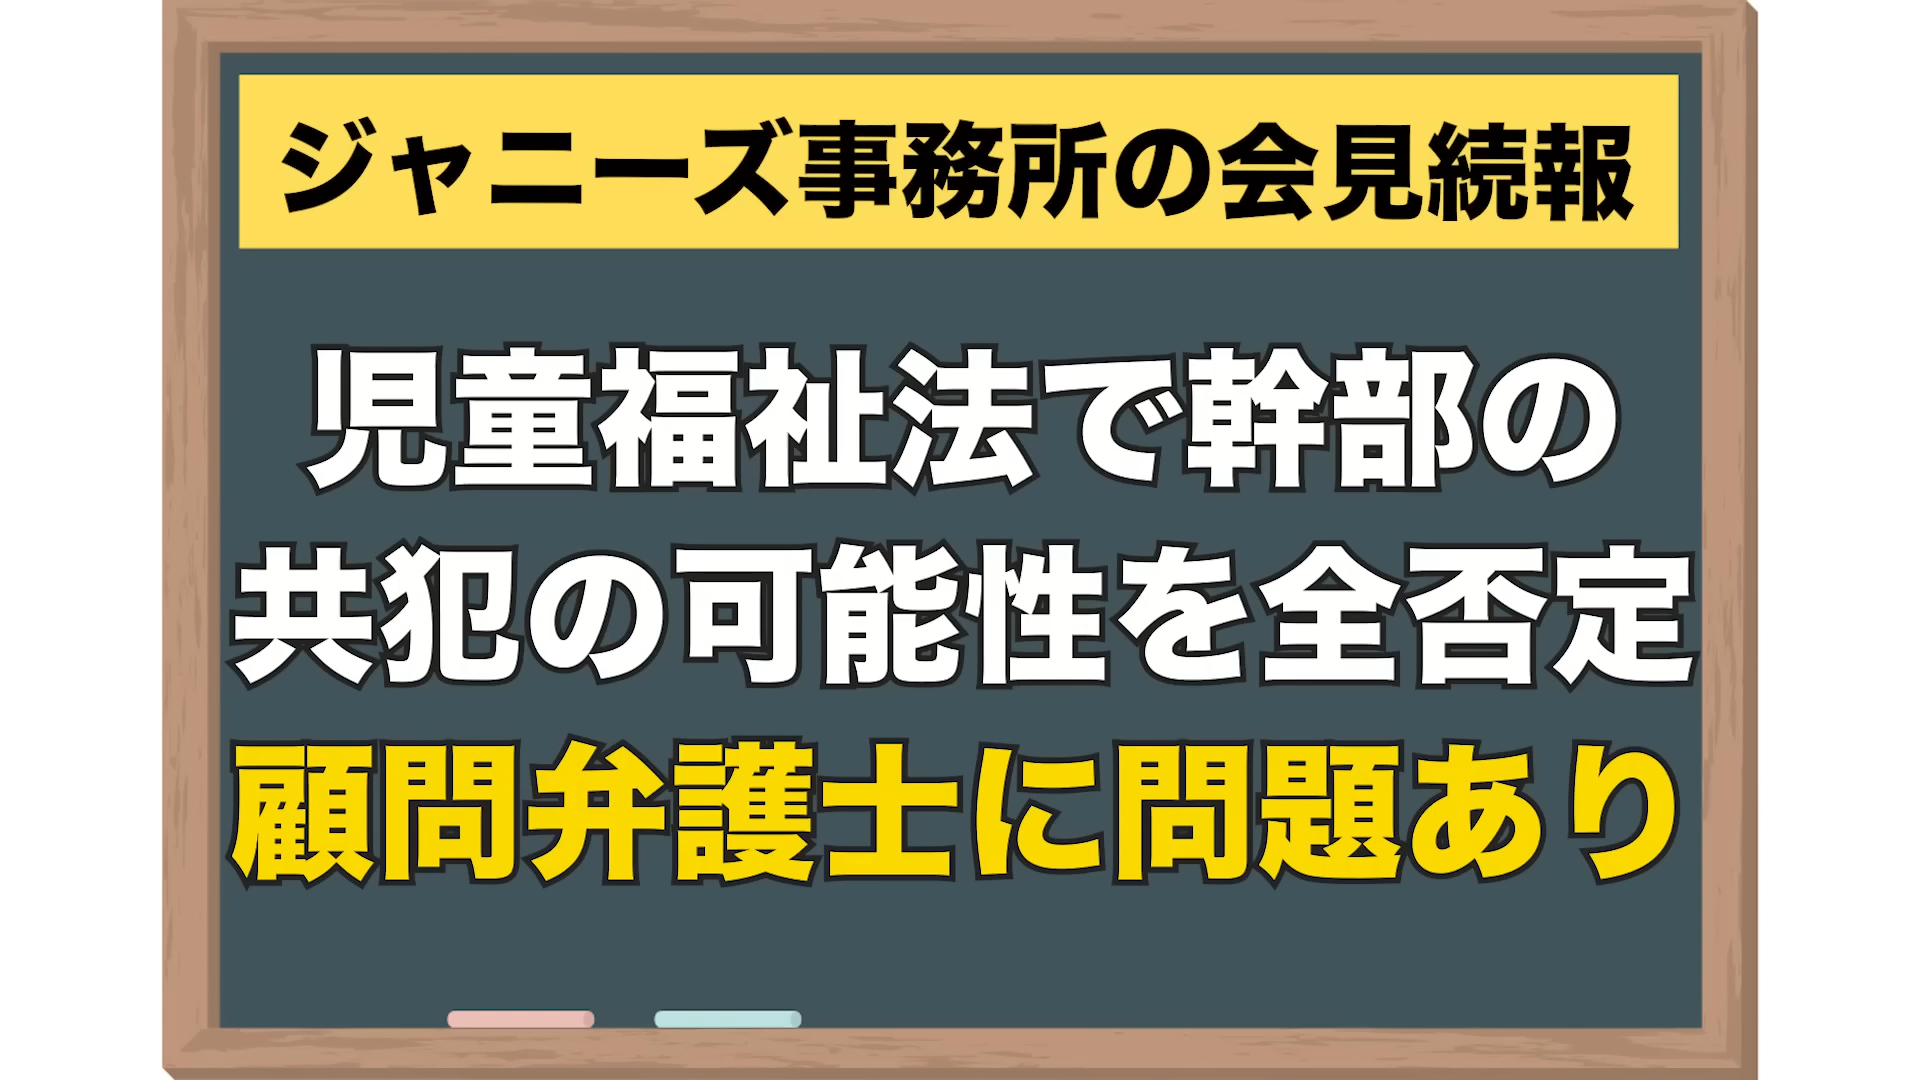 ジャニーズ事務所の会見続報
児童福祉法で幹部の
共犯の可能性を全否定
顧問弁護士に問題あり